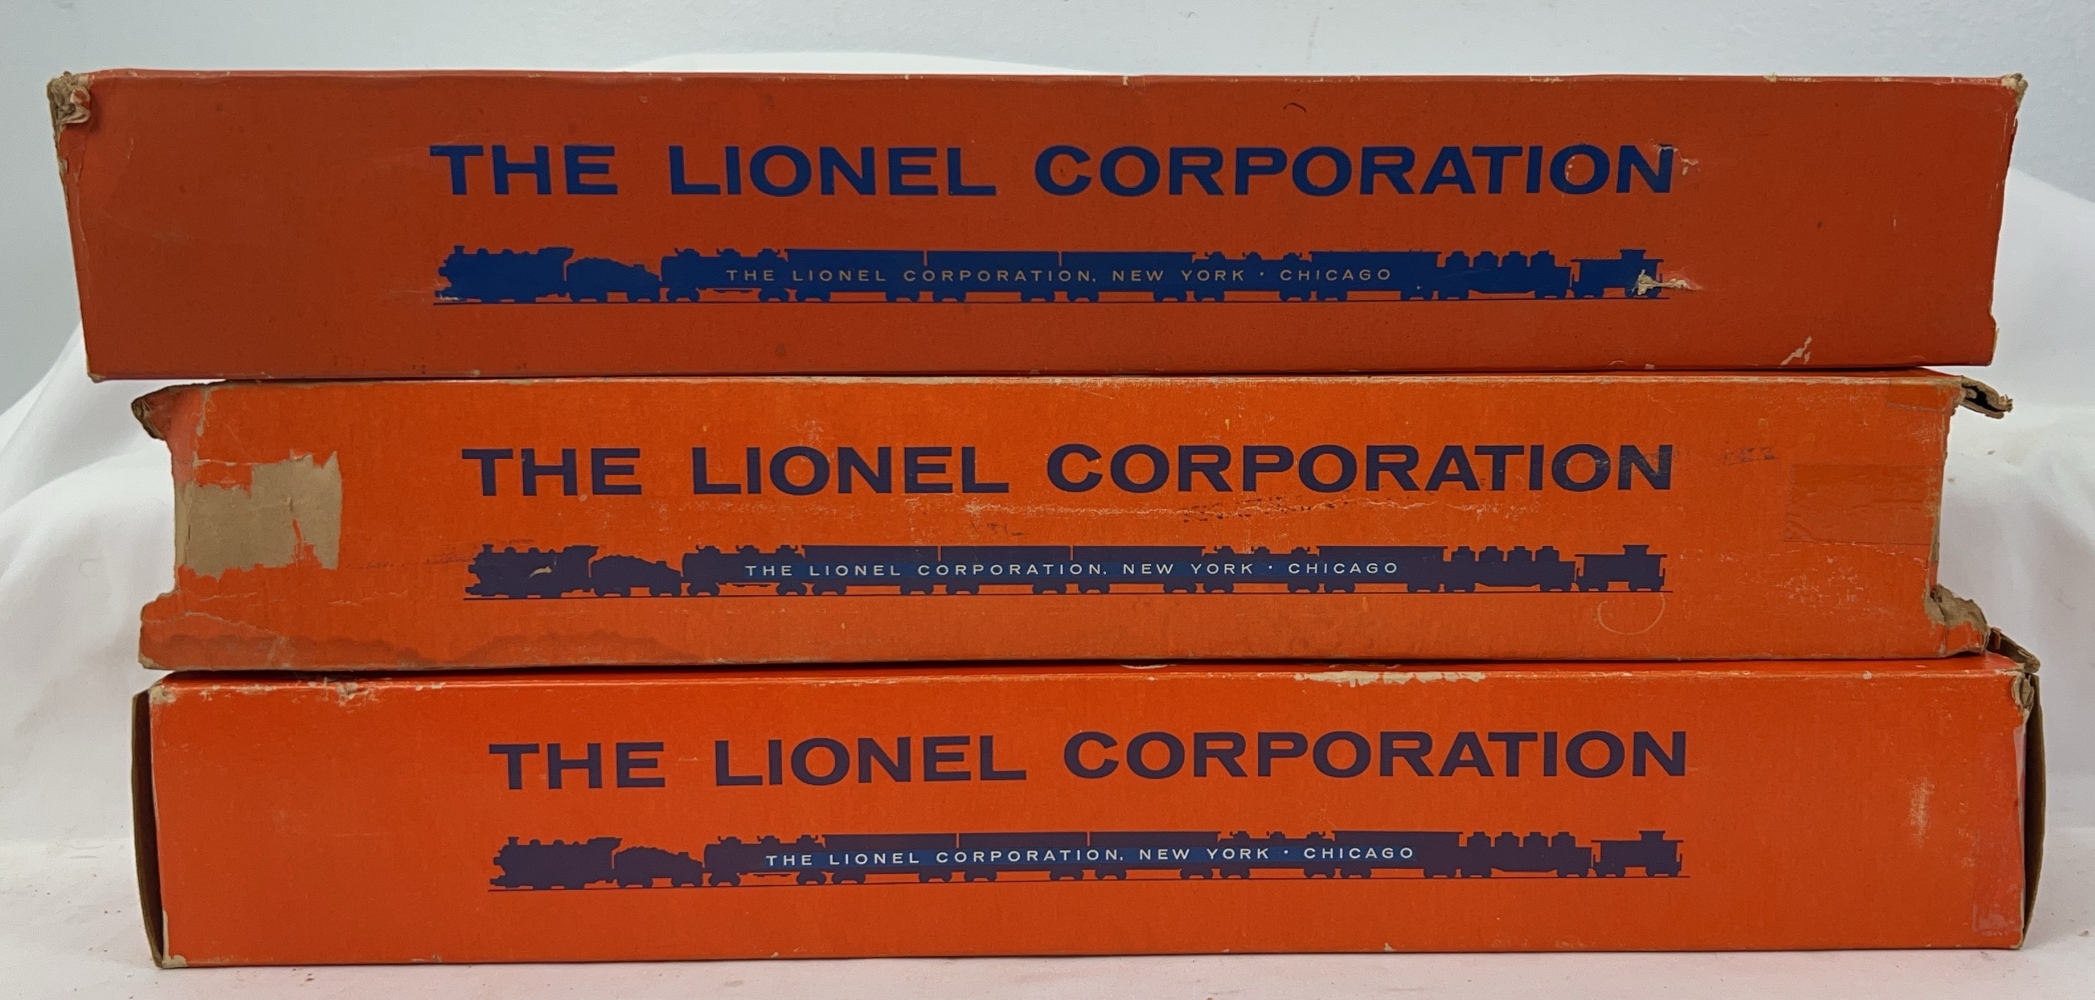 THE LIONEL CORPORATION
THE LIONEL CORPORATION, NEW YORK · CHICAGO
THE LIONEL CORPORATION
THE LIONEL CORPORATION. NEW YORK · CHICAGO
THE LIONEL CORPORATION
THE LIONEL CORPORATION, NEW YORK · CHICAGO